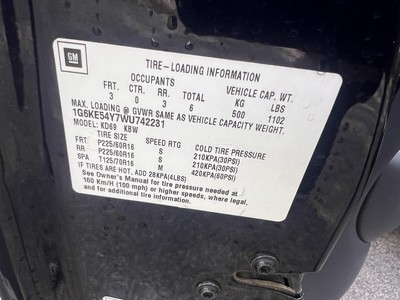 GM
TIRE-LOADING INFORMATION
OCCUPANTS VEHICLE CAP. WT.
FRT. CTR. RR. TOTAL KG LBS
3 0 3 6 500 1102
MAX. LOADING @ GVWR SAME AS VEHICLE CAPACITY WEIGHT.
1G6KE54Y7WU742231
MODEL: KD69 K8W
TIRE SIZE SPEED RTG COLD TIRE PRESSURE
FRT P225/60R16 S 210KPA(30PSI)
RR P225/60R16 S 210KPA(30PSI)
SPA T125/70R16 M 420KPA(60PSI)
IF TIRES ARE HOT, ADD 28KPA(4LBS)
See Owner's Manual for tire pressure needed at
160 Km/H (100 mph) or higher speeds, where legal,
and for additional tire information.